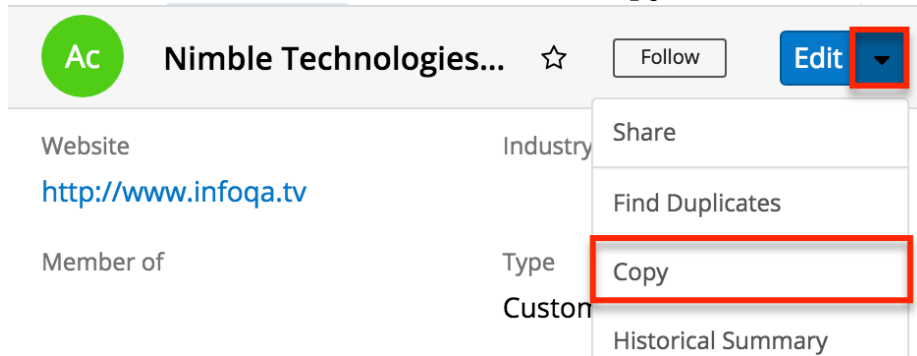 Ac Nimble Technologies... Follow Edit
Share
Website Industry
http://www.infoqa.tv
Find Duplicates
Member of Type
Copy
Custom
Historical Summary